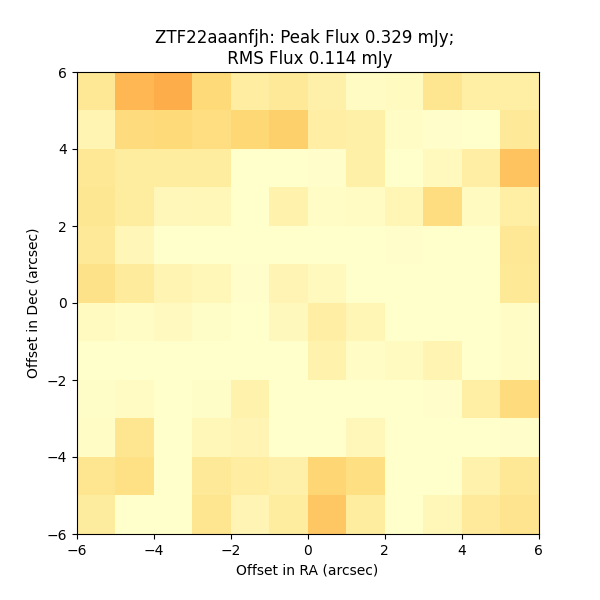 ZTF22aaanfjh: Peak Flux 0.329 mJy;
RMS Flux 0.114 mJy
6
4
2
0
−2
−4
−6
Offset in Dec (arcsec)
−6 −4 −2 0 2 4 6
Offset in RA (arcsec)